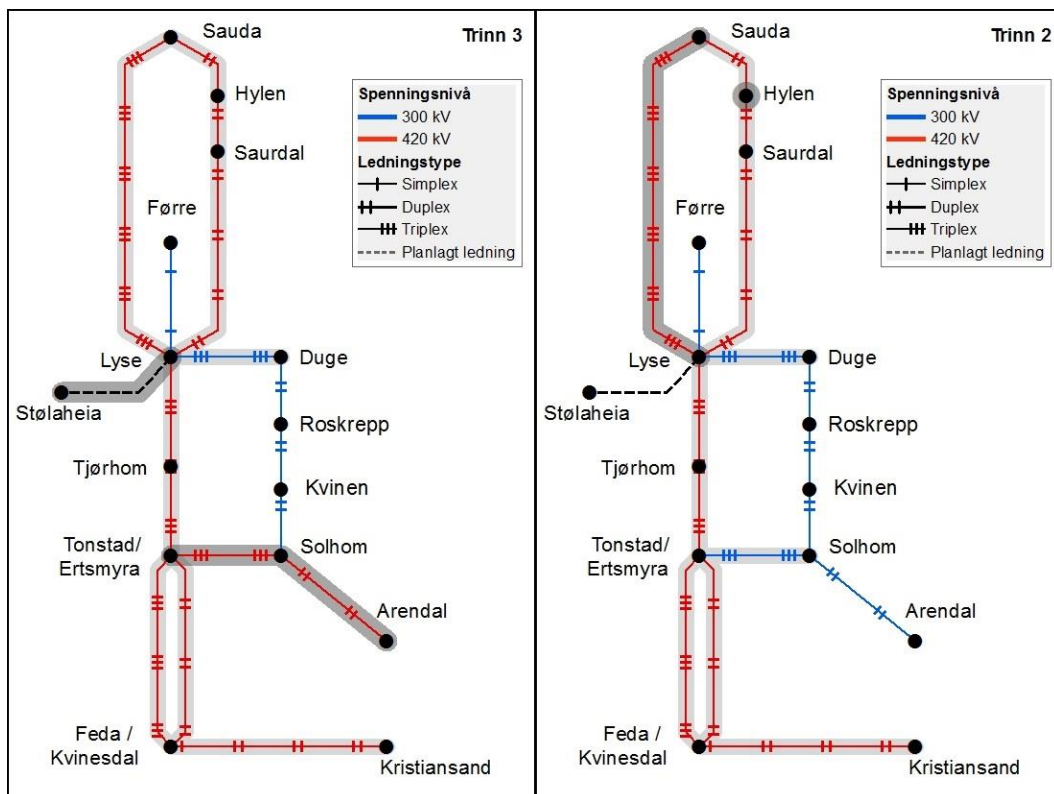 Sauda
Trinn 3
Hylen
Saurdal
Førre
Spenningsnivå
300 kV
420 kV
Ledningstype
Simplex
Duplex
Triplex
Planlagt ledning
Lyse
Duge
Stølaheia
Roskrepp
Tjørhom
Kvinen
Tonstad/
Ertsmyra
Solhom
Arendal
Feda /
Kvinesdal
Kristiansand
Sauda
Trinn 2
Hylen
Saurdal
Førre
Spenningsnivå
300 kV
420 kV
Ledningstype
Simplex
Duplex
Triplex
Planlagt ledning
Lyse
Duge
Stølaheia
Roskrepp
Tjørhom
Kvinen
Tonstad/
Ertsmyra
Solhom
Arendal
Feda /
Kvinesdal
Kristiansand